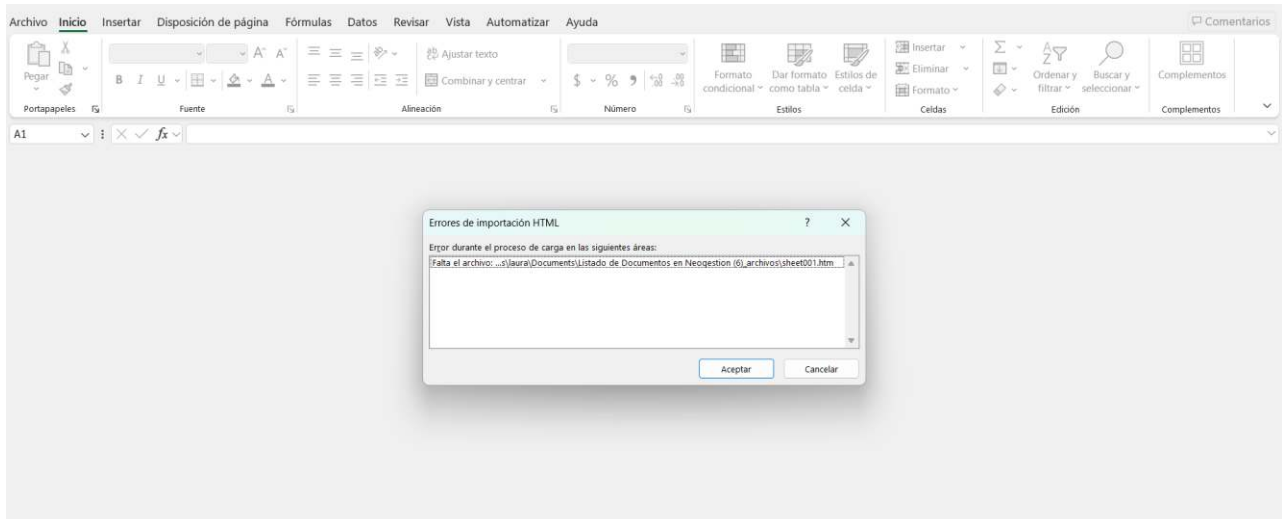 Archivo Inicio Insertar Disposición de página Fórmulas Datos Revisar Vista Automatizar Ayuda Comentarios
Pegar
Portapapeles
A^ A˅
B I U A
Fuente
Ajustar texto
Combinar y centrar
Alineación
$ % 9
Número
Formato condicional
Dar formato como tabla
Estilos de celda
Estilos
Insertar
Eliminar
Formato
Celdas
Σ
Ordenar y filtrar
Buscar y seleccionar
Edición
Complementos
Complementos
A1 fx
Errores de importación HTML ?
Error durante el proceso de carga en las siguientes áreas:
Falta el archivo: ...s\laura\Documents\Listado de Documentos en Neogestion (6)_archivos\sheet001.htm
Aceptar Cancelar